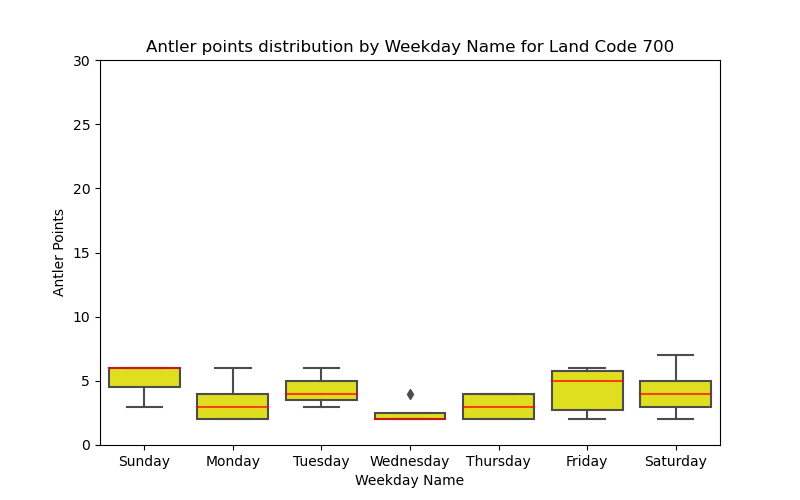 Antler points distribution by Weekday Name for Land Code 700
30
25
20
15
10
5
0
Antler Points
Sunday Monday Tuesday Wednesday Thursday Friday Saturday
Weekday Name